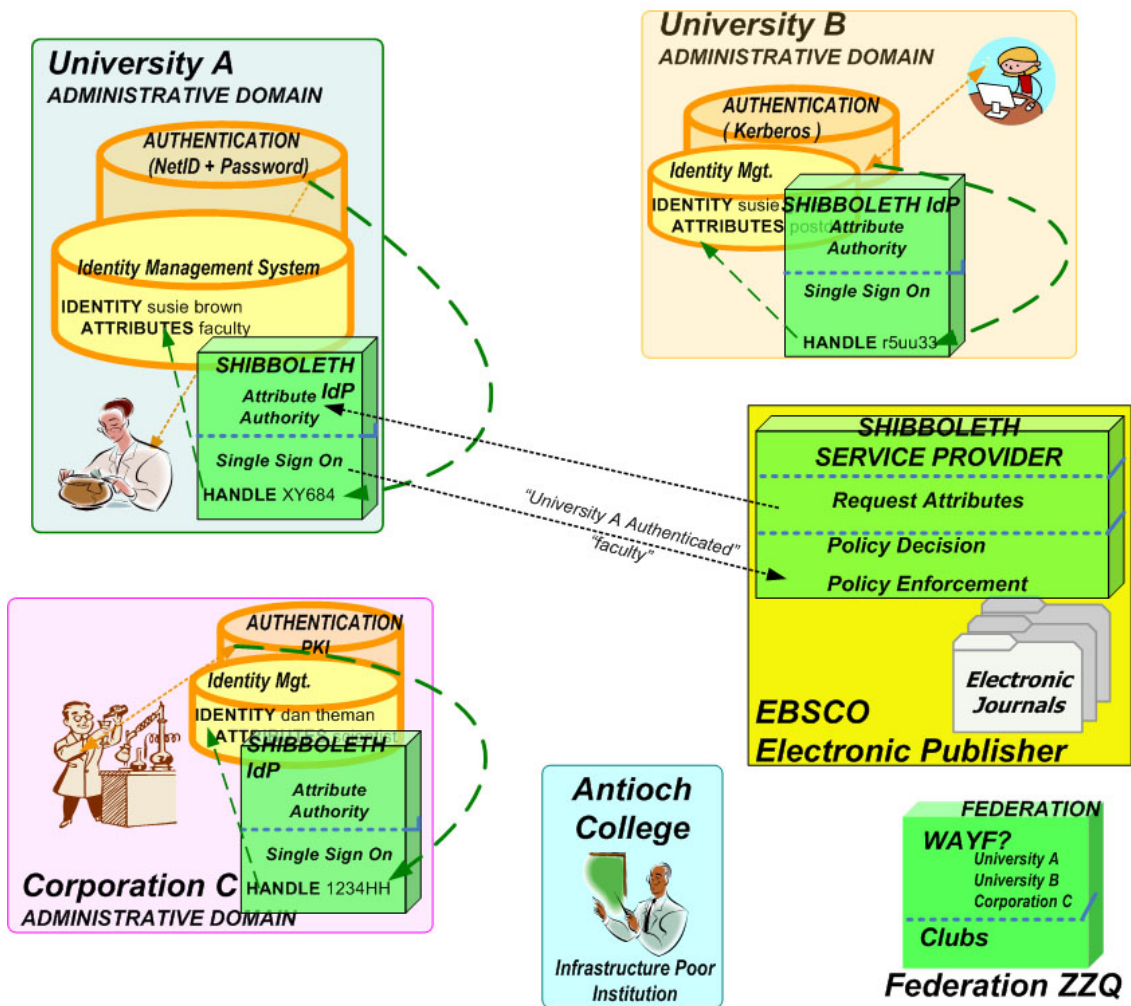 University A
ADMINISTRATIVE DOMAIN
AUTHENTICATION
(NetID + Password)
Identity Management System
IDENTITY susie brown
ATTRIBUTES faculty
SHIBBOLETH
IdP
Attribute
Authority
Single Sign On
HANDLE XY684
University B
ADMINISTRATIVE DOMAIN
AUTHENTICATION
( Kerberos )
Identity Mgt.
IDENTITY susie
ATTRIBUTES
SHIBBOLETH IdP
Attribute
Authority
Single Sign On
HANDLE r5uu33
"University A Authenticated"
"faculty"
SHIBBOLETH
SERVICE PROVIDER
Request Attributes
Policy Decision
Policy Enforcement
Electronic
Journals
EBSCO
Electronic Publisher
AUTHENTICATION
PKI
Identity Mgt.
IDENTITY dan theman
ATTRIBUTES scientist
SHIBBOLETH
IdP
Attribute
Authority
Single Sign On
HANDLE 1234HH
Corporation C
ADMINISTRATIVE DOMAIN
Antioch
College
Infrastructure Poor
Institution
FEDERATION
WAYF?
University A
University B
Corporation C
Clubs
Federation ZZQ